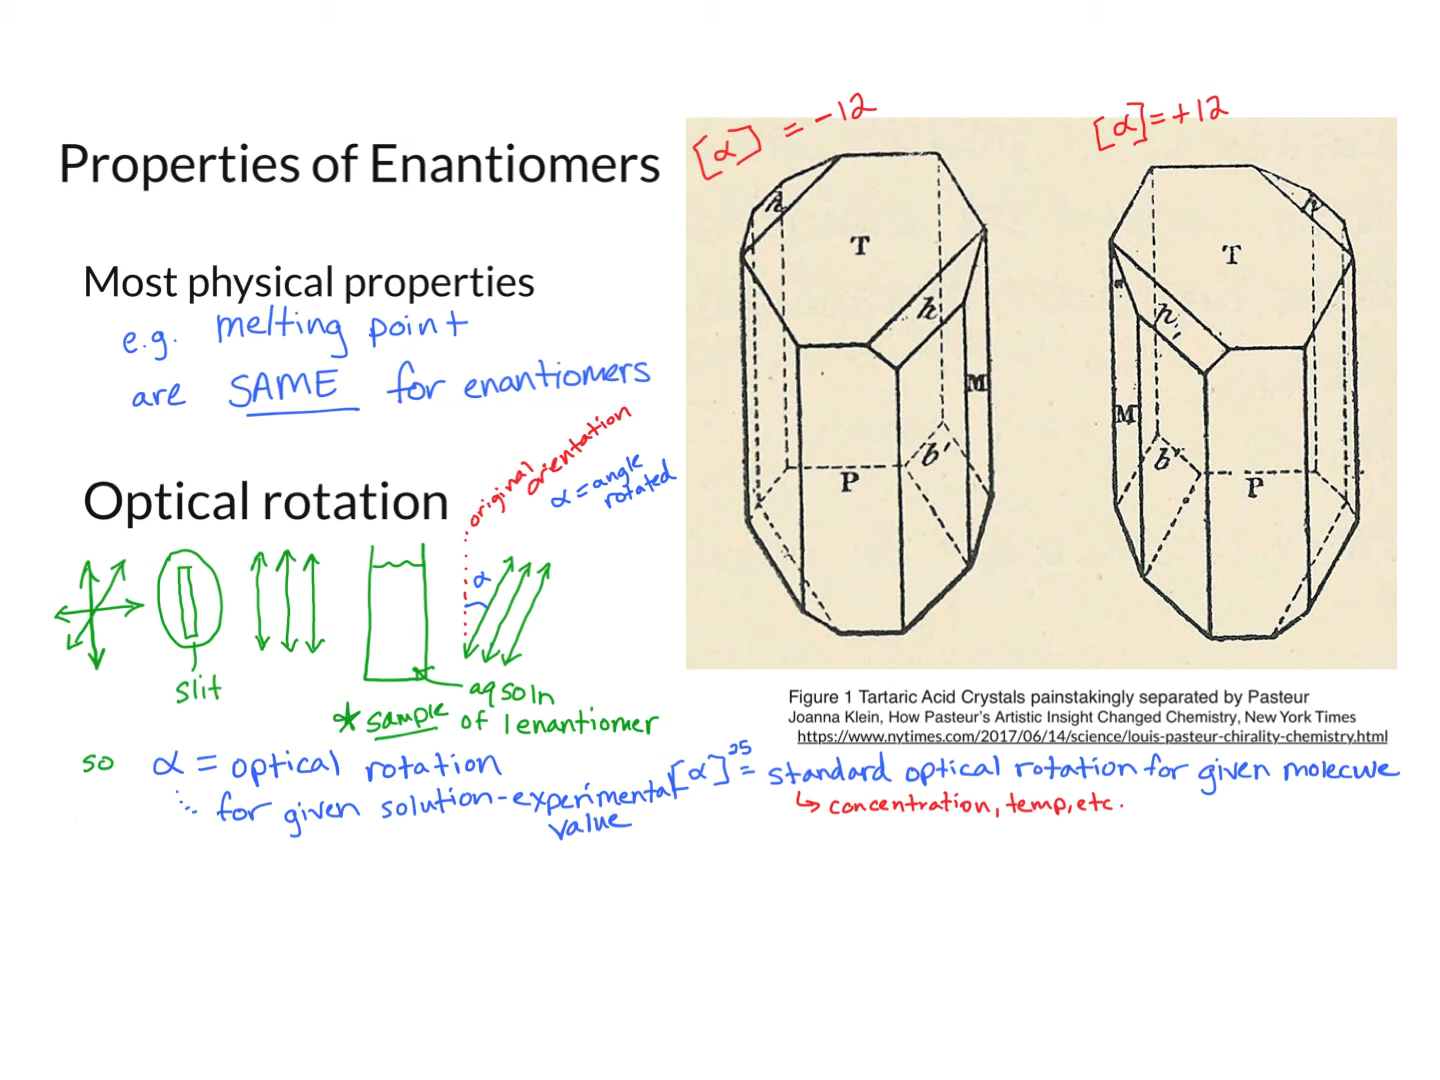 Properties of Enantiomers
Most physical properties
e.g. melting point
are SAME for enantiomers
Optical rotation
original orientation
α = angle rotated
α
slit
aq soln
* sample of 1 enantiomer
so α = optical rotation
∴ for given solution - experimental value
[α]²⁵ = standard optical rotation for given molecule
↳ concentration, temp, etc.
[α] = -12
[α] = +12
h
T
h
M
b'
P
h
T
h,
M
b'
P
Figure 1 Tartaric Acid Crystals painstakingly separated by Pasteur
Joanna Klein, How Pasteur's Artistic Insight Changed Chemistry, New York Times
https://www.nytimes.com/2017/06/14/science/louis-pasteur-chirality-chemistry.html